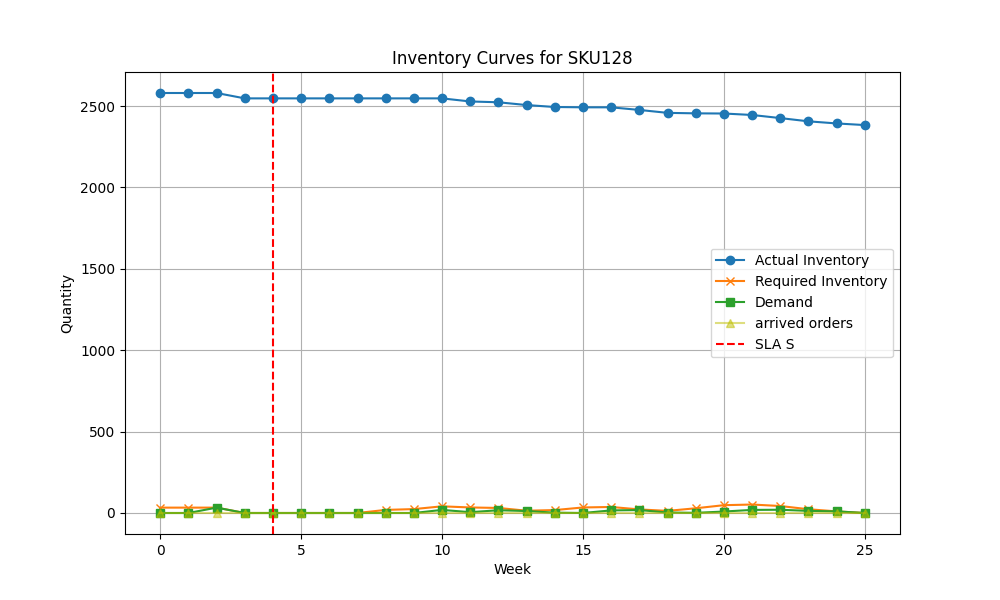 Inventory Curves for SKU128
2500
2000
1500
1000
500
0
Quantity
Actual Inventory
Required Inventory
Demand
arrived orders
SLA S
0 5 10 15 20 25
Week